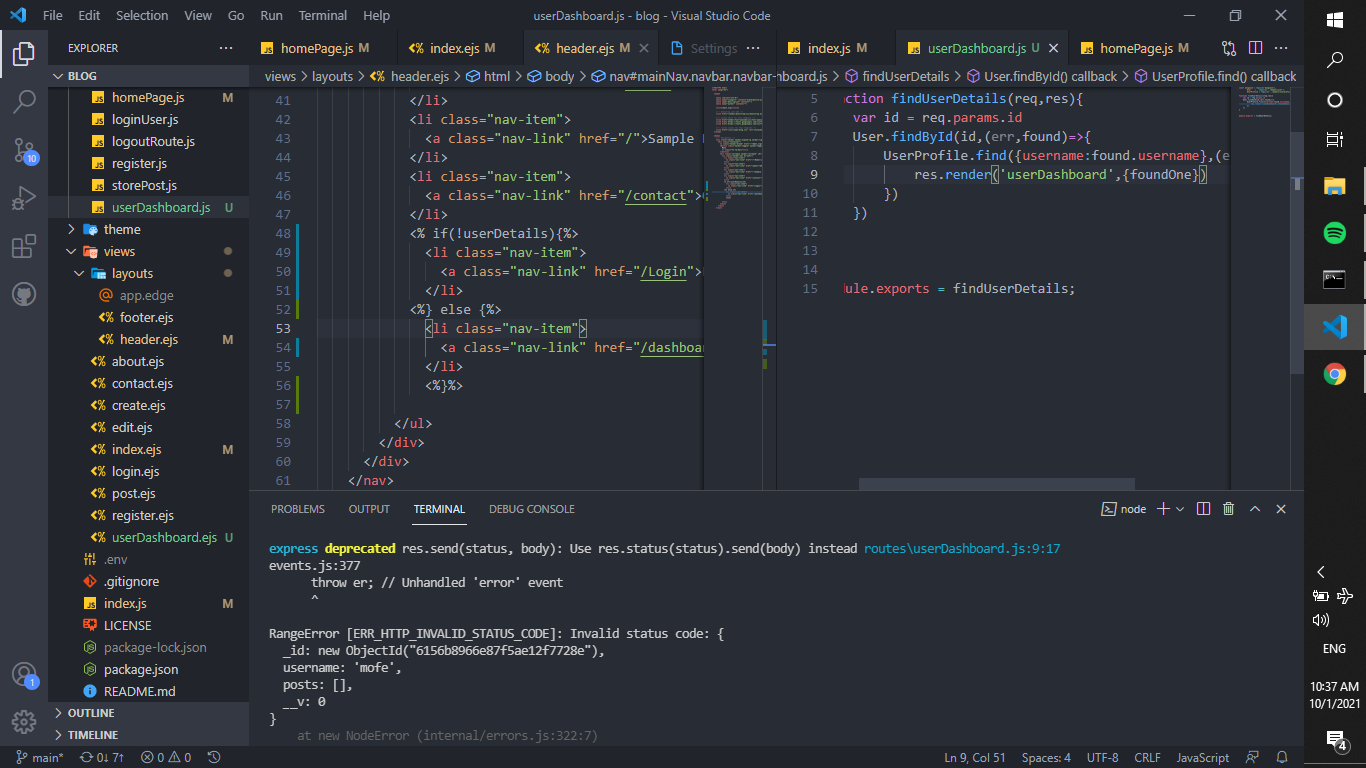 File Edit Selection View Go Run Terminal Help userDashboard.js - blog - Visual Studio Code
EXPLORER
BLOG
homePage.js M
loginUser.js
logoutRoute.js
register.js
storePost.js
userDashboard.js U
theme
views
layouts
app.edge
footer.ejs
header.ejs M
about.ejs
contact.ejs
create.ejs
edit.ejs
index.ejs M
login.ejs
post.ejs
register.ejs
userDashboard.ejs U
.env
.gitignore
index.js M
LICENSE
package-lock.json
package.json
README.md
OUTLINE
TIMELINE
10
1
homePage.js M index.ejs M header.ejs M Settings
views > layouts > header.ejs > html > body > nav#mainNav.navbar.navbar-
41 </li>
42 <li class="nav-item">
43 <a class="nav-link" href="/">Sample
44 </li>
45 <li class="nav-item">
46 <a class="nav-link" href="/contact">
47 </li>
48 <% if(!userDetails){%>
49 <li class="nav-item">
50 <a class="nav-link" href="/Login">
51 </li>
52 <%} else {%>
53 <li class="nav-item">
54 <a class="nav-link" href="/dashboar
55 </li>
56 <%}%>
57
58 </ul>
59 </div>
60 </div>
61 </nav>
index.js M userDashboard.js U homePage.js M
hboard.js > findUserDetails > User.findById() callback > UserProfile.find() callback
5 ction findUserDetails(req,res){
6 var id = req.params.id
7 User.findById(id,(err,found)=>{
8 UserProfile.find({username:found.username},(e
9 res.render('userDashboard',{foundOne})
10 })
11 })
12
13
14
15 dule.exports = findUserDetails;
PROBLEMS OUTPUT TERMINAL DEBUG CONSOLE node
express deprecated res.send(status, body): Use res.status(status).send(body) instead routes\userDashboard.js:9:17
events.js:377
throw er; // Unhandled 'error' event
^
RangeError [ERR_HTTP_INVALID_STATUS_CODE]: Invalid status code: {
_id: new ObjectId("6156b8966e87f5ae12f7728e"),
username: 'mofe',
posts: [],
__v: 0
}
at new NodeError (internal/errors.js:322:7)
main* 0↓ 7↑ 0 0 Ln 9, Col 51 Spaces: 4 UTF-8 CRLF JavaScript
ENG
10:37 AM
10/1/2021
4